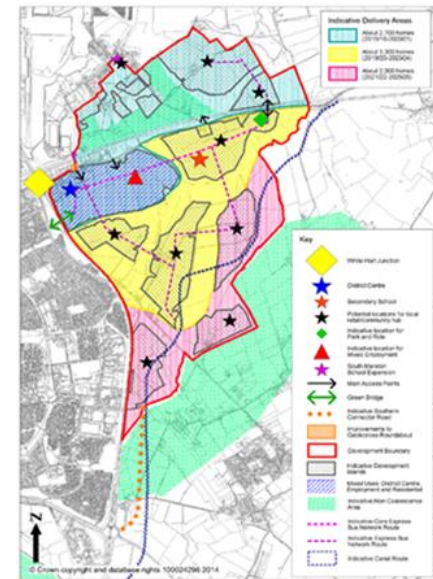 Indicative Delivery Areas
About 2,700 homes
About 3,300 homes
About 2,900 homes
Key
White Hart Junction
District Centre
Secondary School
Potential locations for local
retail/community
hub
Indicative location for
Park and Ride
Indicative location for
Mixed Employment
South Marston
School Expansion
Main Access Points
Green Bridge
Indicative Southern
Connector Road
Improvements to
Gablecross Roundabout
Development Boundary
Indicative Development
Islands
Mixed Uses: District Centre,
Employment and Residential
Indicative Non-Coalescence
Area
Indicative Core Express
Bus Network Route
Indicative Express Bus
Network Route
Indicative Canal Route
N
© Crown copyright and database rights 100024296 2014